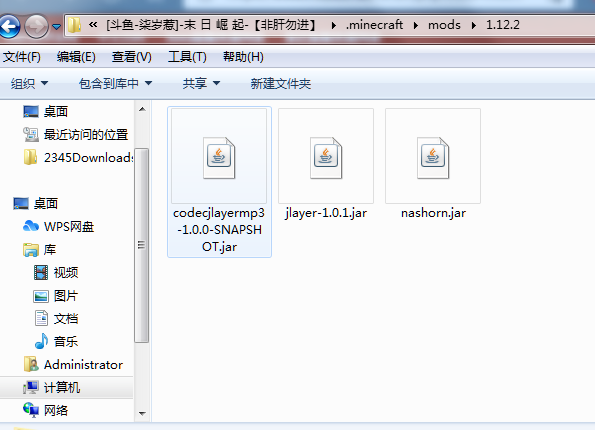 « [斗鱼-柒岁惹]-末 日 崛 起-【非肝勿进】 ▸ .minecraft ▸ mods ▸ 1.12.2
文件(F) 编辑(E) 查看(V) 工具(T) 帮助(H)
组织 包含到库中 共享 新建文件夹
桌面
最近访问的位置
2345Downloads
桌面
WPS网盘
库
视频
图片
文档
音乐
Administrator
计算机
网络
codecjlayermp3
-1.0.0-SNAPSH
OT.jar
jlayer-1.0.1.jar
nashorn.jar